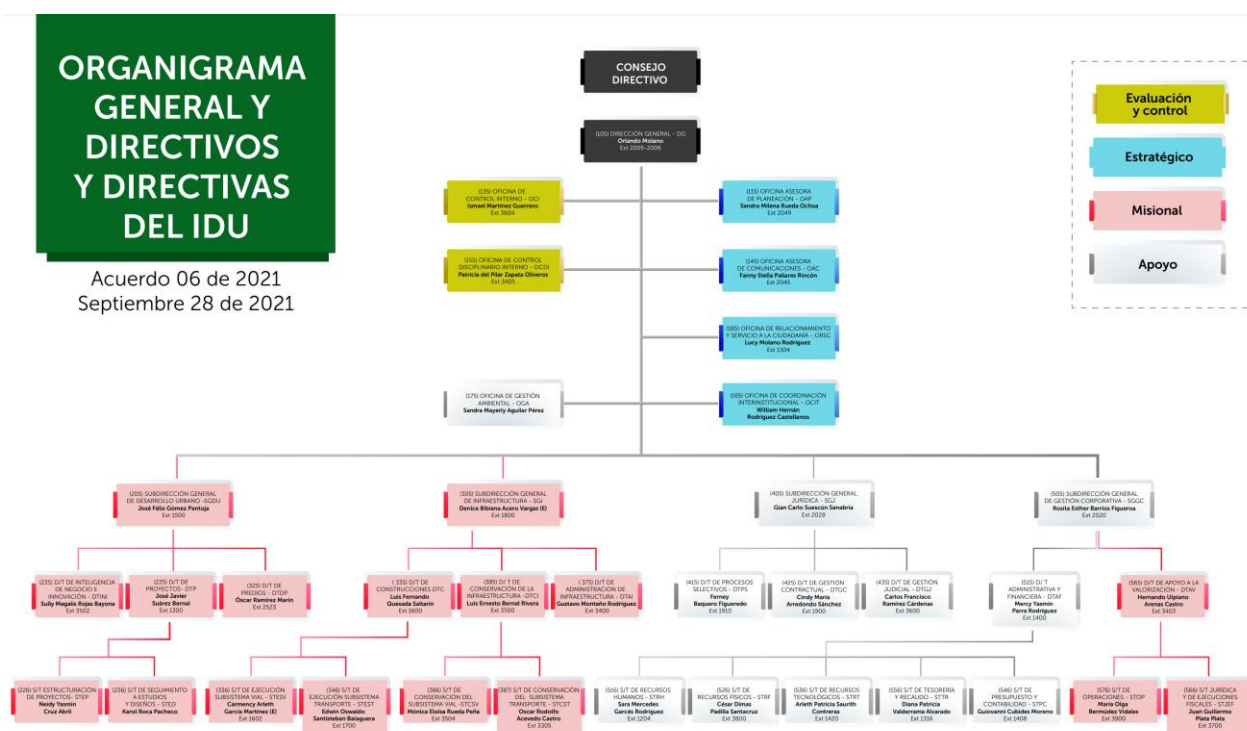 ORGANIGRAMA
GENERAL Y
DIRECTIVOS
Y DIRECTIVAS
DEL IDU
Acuerdo 06 de 2021
Septiembre 28 de 2021
CONSEJO
DIRECTIVO
(105) DIRECCIÓN GENERAL - DG
Orlando Molano
Ext 2005-2006
Evaluación
y control
Estratégico
Misional
Apoyo
(135) OFICINA DE
CONTROL INTERNO - OCI
Ismael Martínez Guerrero
Ext 3604
(115) OFICINA ASESORA
DE PLANEACIÓN - OAP
Sandra Milena Rueda Ochoa
Ext 2049
(155) OFICINA DE CONTROL
DISCIPLINARIO INTERNO - OCDI
Patricia del Pilar Zapata Oliveros
Ext 3405
(145) OFICINA ASESORA
DE COMUNICACIONES - OAC
Fanny Stella Pallares Rincón
Ext 2045
(185) OFICINA DE RELACIONAMIENTO
Y SERVICIO A LA CIUDADANÍA - ORSC
Lucy Molano Rodríguez
Ext 1304
(175) OFICINA DE GESTIÓN
AMBIENTAL - OGA
Sandra Mayerly Aguilar Pérez
(165) OFICINA DE COORDINACIÓN
INTERINSTITUCIONAL - OCIT
William Hernán
Rodríguez Castellanos
(205) SUBDIRECCIÓN GENERAL
DE DESARROLLO URBANO -SGDU
José Félix Gómez Pantoja
Ext 1500
(305) SUBDIRECCIÓN GENERAL
DE INFRAESTRUCTURA - SGI
Denice Bibiana Acero Vargas (E)
Ext 1800
(405) SUBDIRECCIÓN GENERAL
JURÍDICA - SGJ
Gian Carlo Suescún Sanabria
Ext 2028
(505) SUBDIRECCIÓN GENERAL
DE GESTIÓN CORPORATIVA - SGGC
Rosita Esther Barrios Figueroa
Ext 2020
(235) D/T DE INTELIGENCIA
DE NEGOCIO E
INNOVACIÓN - DTINI
Sully Magalis Rojas Bayona
Ext 3502
(225) D/T DE
PROYECTOS- DTP
José Javier
Suárez Bernal
Ext 1300
(325) D/T DE
PREDIOS - DTDP
Óscar Ramírez Marín
Ext 2523
( 335) D/T DE
CONSTRUCCIONES DTC
Luis Fernando
Quesada Saltarín
Ext 1600
(385) D/ T DE
CONSERVACIÓN DE LA
INFRAESTRUCTURA -DTCI
Luis Ernesto Bernal Rivera
Ext 3500
( 375) D/T DE
ADMINISTRACIÓN DE
INFRAESTRUCTURA - DTAI
Gustavo Montaño Rodríguez
Ext 3400
(415) D/T DE PROCESOS
SELECTIVOS - DTPS
Ferney
Baquero Figueredo
Ext 1910
(425) D/T DE GESTIÓN
CONTRACTUAL - DTGC
Cindy María
Arredondo Sánchez
Ext 1900
(435) D/T DE GESTIÓN
JUDICIAL - DTGJ
Carlos Francisco
Ramírez Cárdenas
Ext 3600
(515) D/ T
ADMINISTRATIVA Y
FINANCIERA - DTAF
Mercy Yasmín
Parra Rodríguez
Ext 1400
(565) D/T DE APOYO A LA
VALORIZACIÓN - DTAV
Hernando Ulpiano
Arenas Castro
Ext 3403
(226) S/T ESTRUCTURACIÓN
DE PROYECTOS- STEP
Neidy Yasmín
Cruz Abril
(236) S/T DE SEGUIMIENTO
A ESTUDIOS
Y DISEÑOS - STED
Karol Roca Pacheco
(336) S/T DE EJECUCIÓN
SUBSISTEMA VIAL - STESV
Carmency Arleth
García Martínez (E)
Ext 1602
(346) S/T DE
EJECUCIÓN SUBSISTEMA
TRANSPORTE - STEST
Edwin Oswaldo
Santisteban Balaguera
Ext 1700
(386) S/T DE
CONSERVACIÓN DEL
SUBSISTEMA VIAL -STCSV
Mónica Eloisa Rueda Peña
Ext 3504
(387) S/T DE CONSERVACIÓN
DEL SUBSISTEMA
TRANSPORTE - STCST
Oscar Rodolfo
Acevedo Castro
Ext 3305
(516) S/T DE RECURSOS
HUMANOS - STRH
Sara Mercedes
Garcés Rodríguez
Ext 1204
(526) S/T DE
RECURSOS FÍSICOS - STRF
César Dimas
Padilla Santacruz
Ext 3800
(536) S/T DE RECURSOS
TECNOLÓGICOS - STRT
Arleth Patricia Saurith
Contreras
Ext 1420
(556) S/T DE TESORERÍA
Y RECAUDO - STTR
Diana Patricia
Valderrama Alvarado
Ext 1316
(546) S/T DE
PRESUPUESTO Y
CONTABILIDAD - STPC
Guiovanni Cubides Moreno
Ext 1408
(576) S/T DE
OPERACIONES - STOP
María Olga
Bermúdez Vidales
Ext 3900
(566) S/T JURÍDICA
Y DE EJECUCIONES
FISCALES - STJEF
Juan Guillermo
Plata Plata
Ext 3700